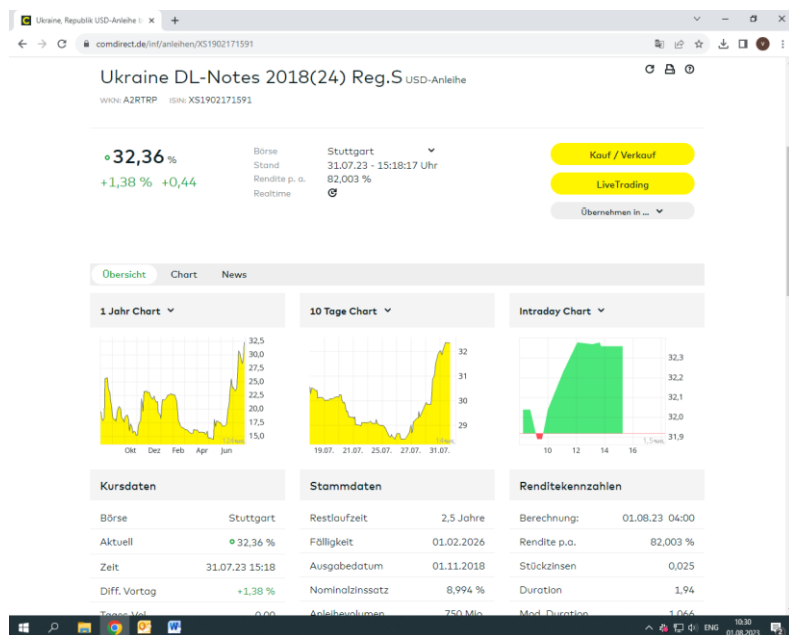 Ukraine, Republik USD-Anleihe b
comdirect.de/inf/anleihen/XS1902171591
Ukraine DL-Notes 2018(24) Reg.S USD-Anleihe
WKN: A2RTRP ISIN: XS1902171591
32,36 %
+1,38 % +0,44
Börse Stuttgart
Stand 31.07.23 - 15:18:17 Uhr
Rendite p. a. 82,003 %
Realtime
Kauf / Verkauf
LiveTrading
Übernehmen in ...
Übersicht Chart News
1 Jahr Chart
32,5
30,0
27,5
25,0
22,5
20,0
17,5
15,0
Okt Dez Feb Apr Jun
10 Tage Chart
32
31
30
29
19.07. 21.07. 25.07. 27.07. 31.07.
Intraday Chart
32,3
32,2
32,1
32,0
31,9
10 12 14 16
Kursdaten
Börse Stuttgart
Aktuell 32,36 %
Zeit 31.07.23 15:18
Diff. Vortag +1,38 %
Tages-Vol. 0,00
Stammdaten
Restlaufzeit 2,5 Jahre
Fälligkeit 01.02.2026
Ausgabedatum 01.11.2018
Nominalzinssatz 8,994 %
Anleihevolumen 750 Mio.
Renditekennzahlen
Berechnung: 01.08.23 04:00
Rendite p.a. 82,003 %
Stückzinsen 0,025
Duration 1,94
Mod. Duration 1,066
ENG
10:30
01.08.2023